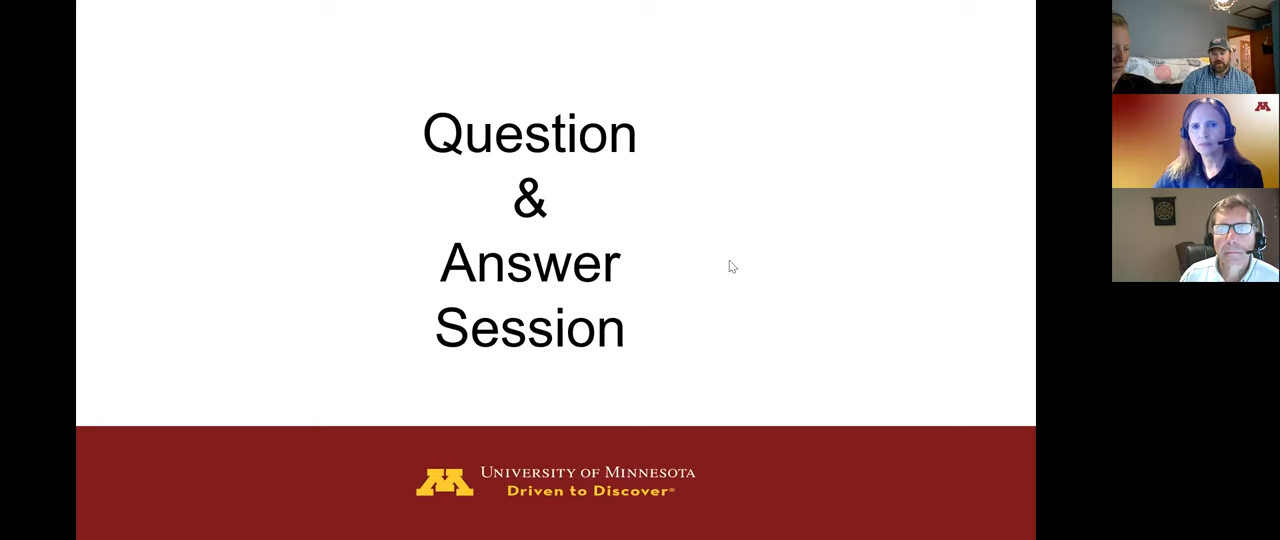 Question
&
Answer
Session
UNIVERSITY OF MINNESOTA
Driven to Discover®